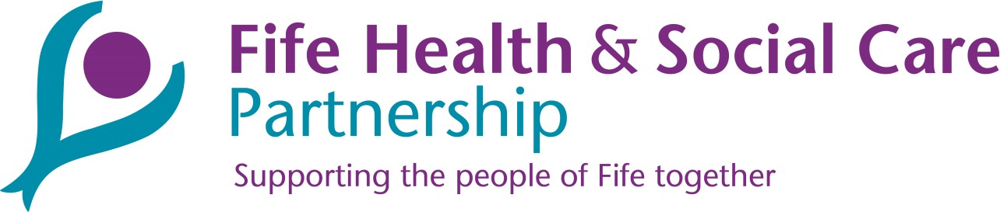 Fife Health & Social Care
Partnership
Supporting the people of Fife together